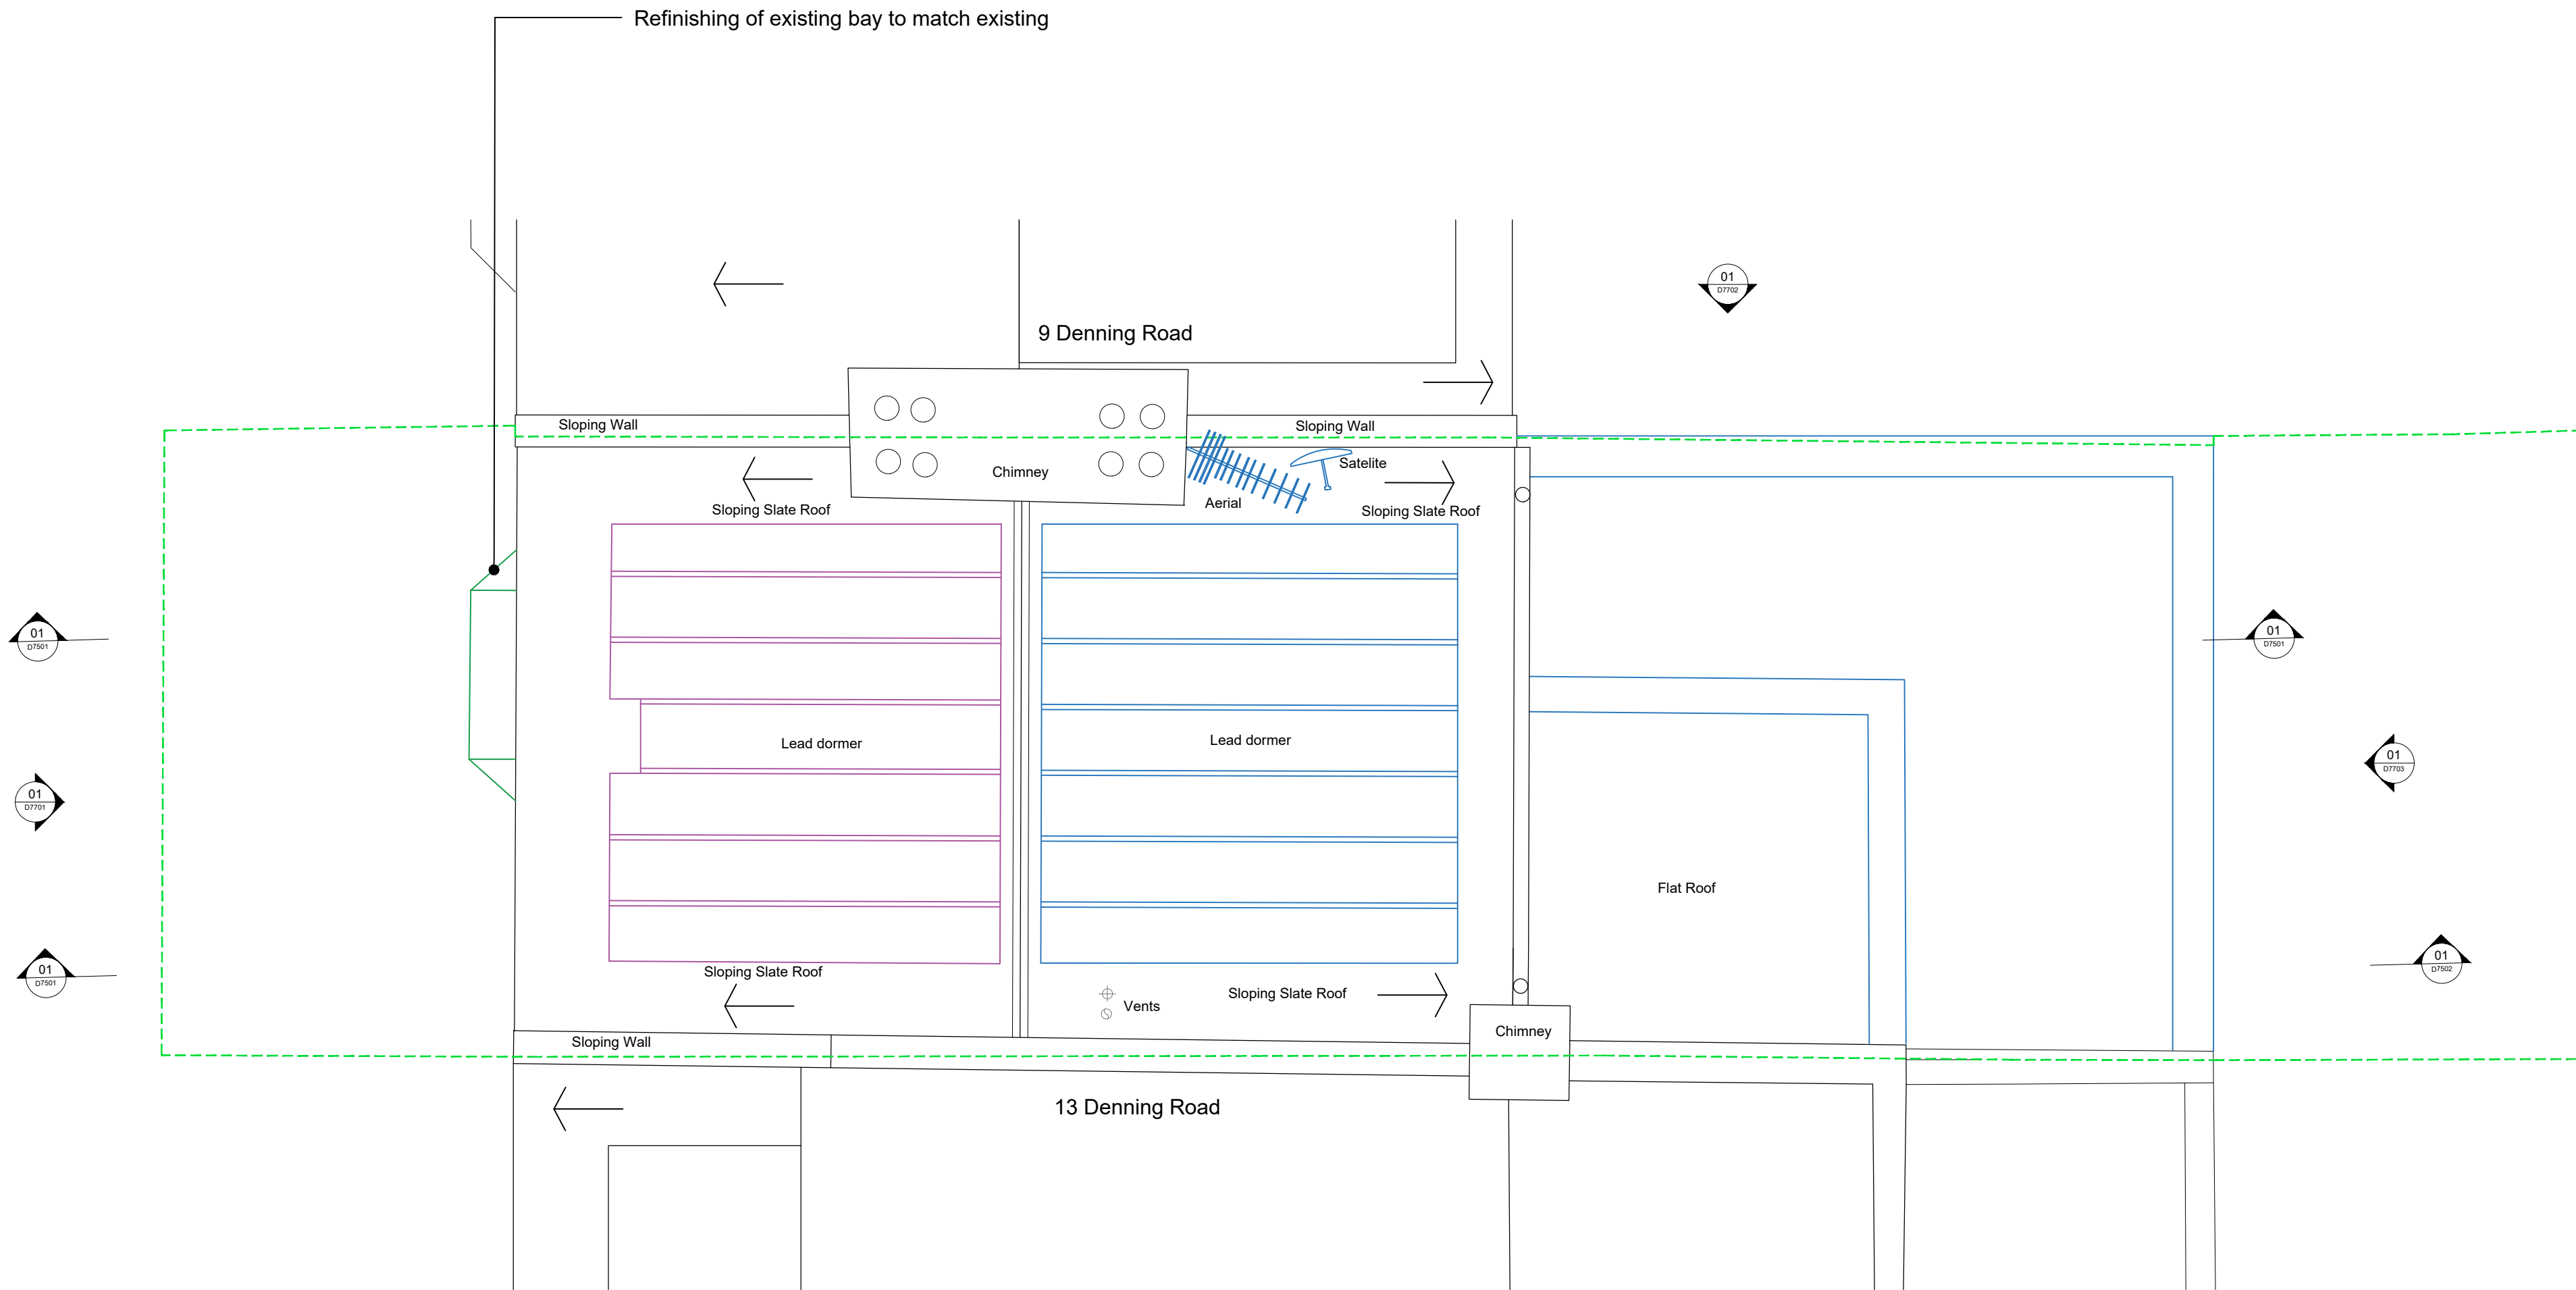 Refinishing of existing bay to match existing
01
D7702
9 Denning Road
Sloping Wall
Sloping Wall
Chimney
Satelite
Aerial
Sloping Slate Roof
Sloping Slate Roof
01
D7501
01
D7501
Lead dormer
Lead dormer
01
D7703
01
D7701
Flat Roof
01
D7501
01
D7502
Sloping Slate Roof
Sloping Slate Roof
Vents
Chimney
Sloping Wall
13 Denning Road